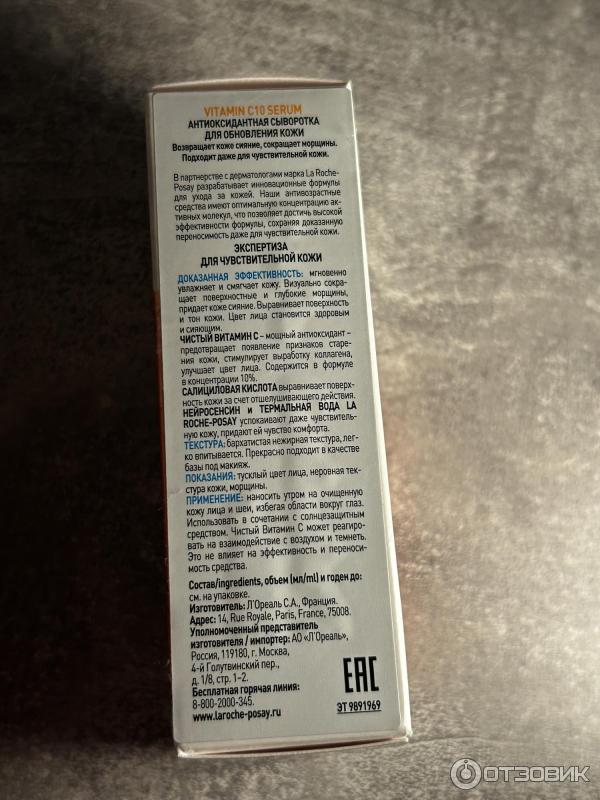 VITAMIN C10 SERUM
АНТИОКСИДАНТНАЯ СЫВОРОТКА
ДЛЯ ОБНОВЛЕНИЯ КОЖИ
Возвращает коже сияние, сокращает морщины.
Подходит даже для чувствительной кожи.
В партнерстве с дерматологами марка La Roche-
Posay разрабатывает инновационные формулы
для ухода за кожей. Наши антивозрастные
средства имеют оптимальную концентрацию ак-
тивных молекул, что позволяет достичь высокой
эффективности формулы, сохраняя доказанную
переносимость даже для чувствительной кожи.
ЭКСПЕРТИЗА
ДЛЯ ЧУВСТВИТЕЛЬНОЙ КОЖИ
ДОКАЗАННАЯ ЭФФЕКТИВНОСТЬ: мгновенно
увлажняет и смягчает кожу. Визуально сокра-
щает поверхностные и глубокие морщины,
придает коже сияние. Выравнивает поверхность
и тон кожи. Цвет лица становится здоровым
и сияющим.
ЧИСТЫЙ ВИТАМИН С – мощный антиоксидант –
предотвращает появление признаков старе-
ния кожи, стимулирует выработку коллагена,
улучшает цвет лица. Содержится в формуле
в концентрации 10%.
САЛИЦИЛОВАЯ КИСЛОТА выравнивает поверх-
ность кожи за счет отшелушивающего действия.
НЕЙРОСЕНСИН и ТЕРМАЛЬНАЯ ВОДА LA
ROCHE-POSAY успокаивают даже чувствитель-
ную кожу, придают ей чувство комфорта.
ТЕКСТУРА: бархатистая нежирная текстура, лег-
ко впитывается. Прекрасно подходит в качестве
базы под макияж.
ПОКАЗАНИЯ: тусклый цвет лица, неровная тек-
стура кожи, морщины.
ПРИМЕНЕНИЕ: наносить утром на очищенную
кожу лица и шеи, избегая области вокруг глаз.
Использовать в сочетании с солнцезащитным
средством. Чистый Витамин С может реагиро-
вать на взаимодействие с воздухом и темнеть.
Это не влияет на эффективность и переноси-
мость средства.
Состав/ingredients, объем (мл/ml) и годен до:
см. на упаковке.
Изготовитель: Л'Ореаль С.А., Франция.
Адрес: 14, Rue Royale, Paris, France, 75008.
Уполномоченный представитель
изготовителя / импортер: АО «Л'Ореаль»,
Россия, 119180, г. Москва,
4-й Голутвинский пер.,
д. 1/8, стр. 1–2.
Бесплатная горячая линия:
8-800-2000-345.
www.laroche-posay.ru
EAC
ЭТ 9891969
ОТЗОВИК